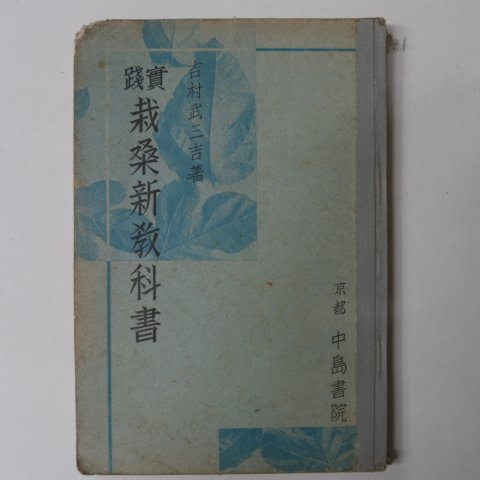 吉村武三吉著
實踐
栽桑新教科書
京都 中島書院